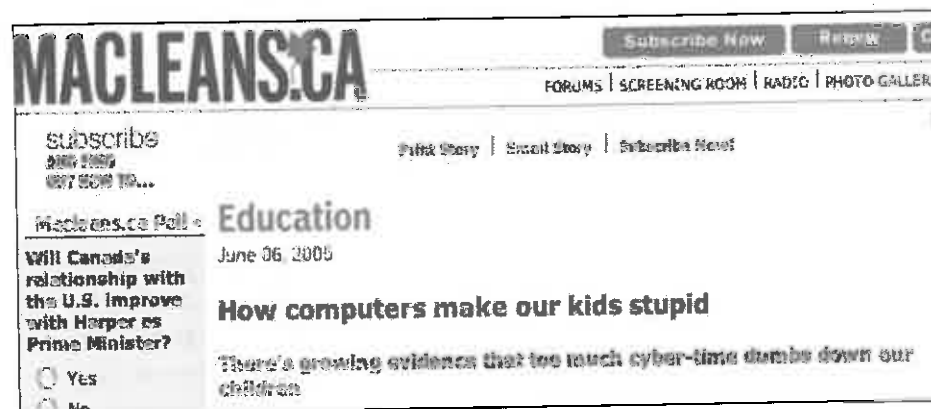 MACLEANS.CA
Subscribe Now
Renew
FORUMS | SCREENING ROOM | RADIO | PHOTO GALLER
subscribe
Print Story | Email Story | Subscribe Now!
Macleans.ca Poll
Education
June 06, 2005
Will Canada's
relationship with
the U.S. improve
with Harper as
Prime Minister?
Yes
No
How computers make our kids stupid
There's growing evidence that too much cyber-time dumbs down our
children